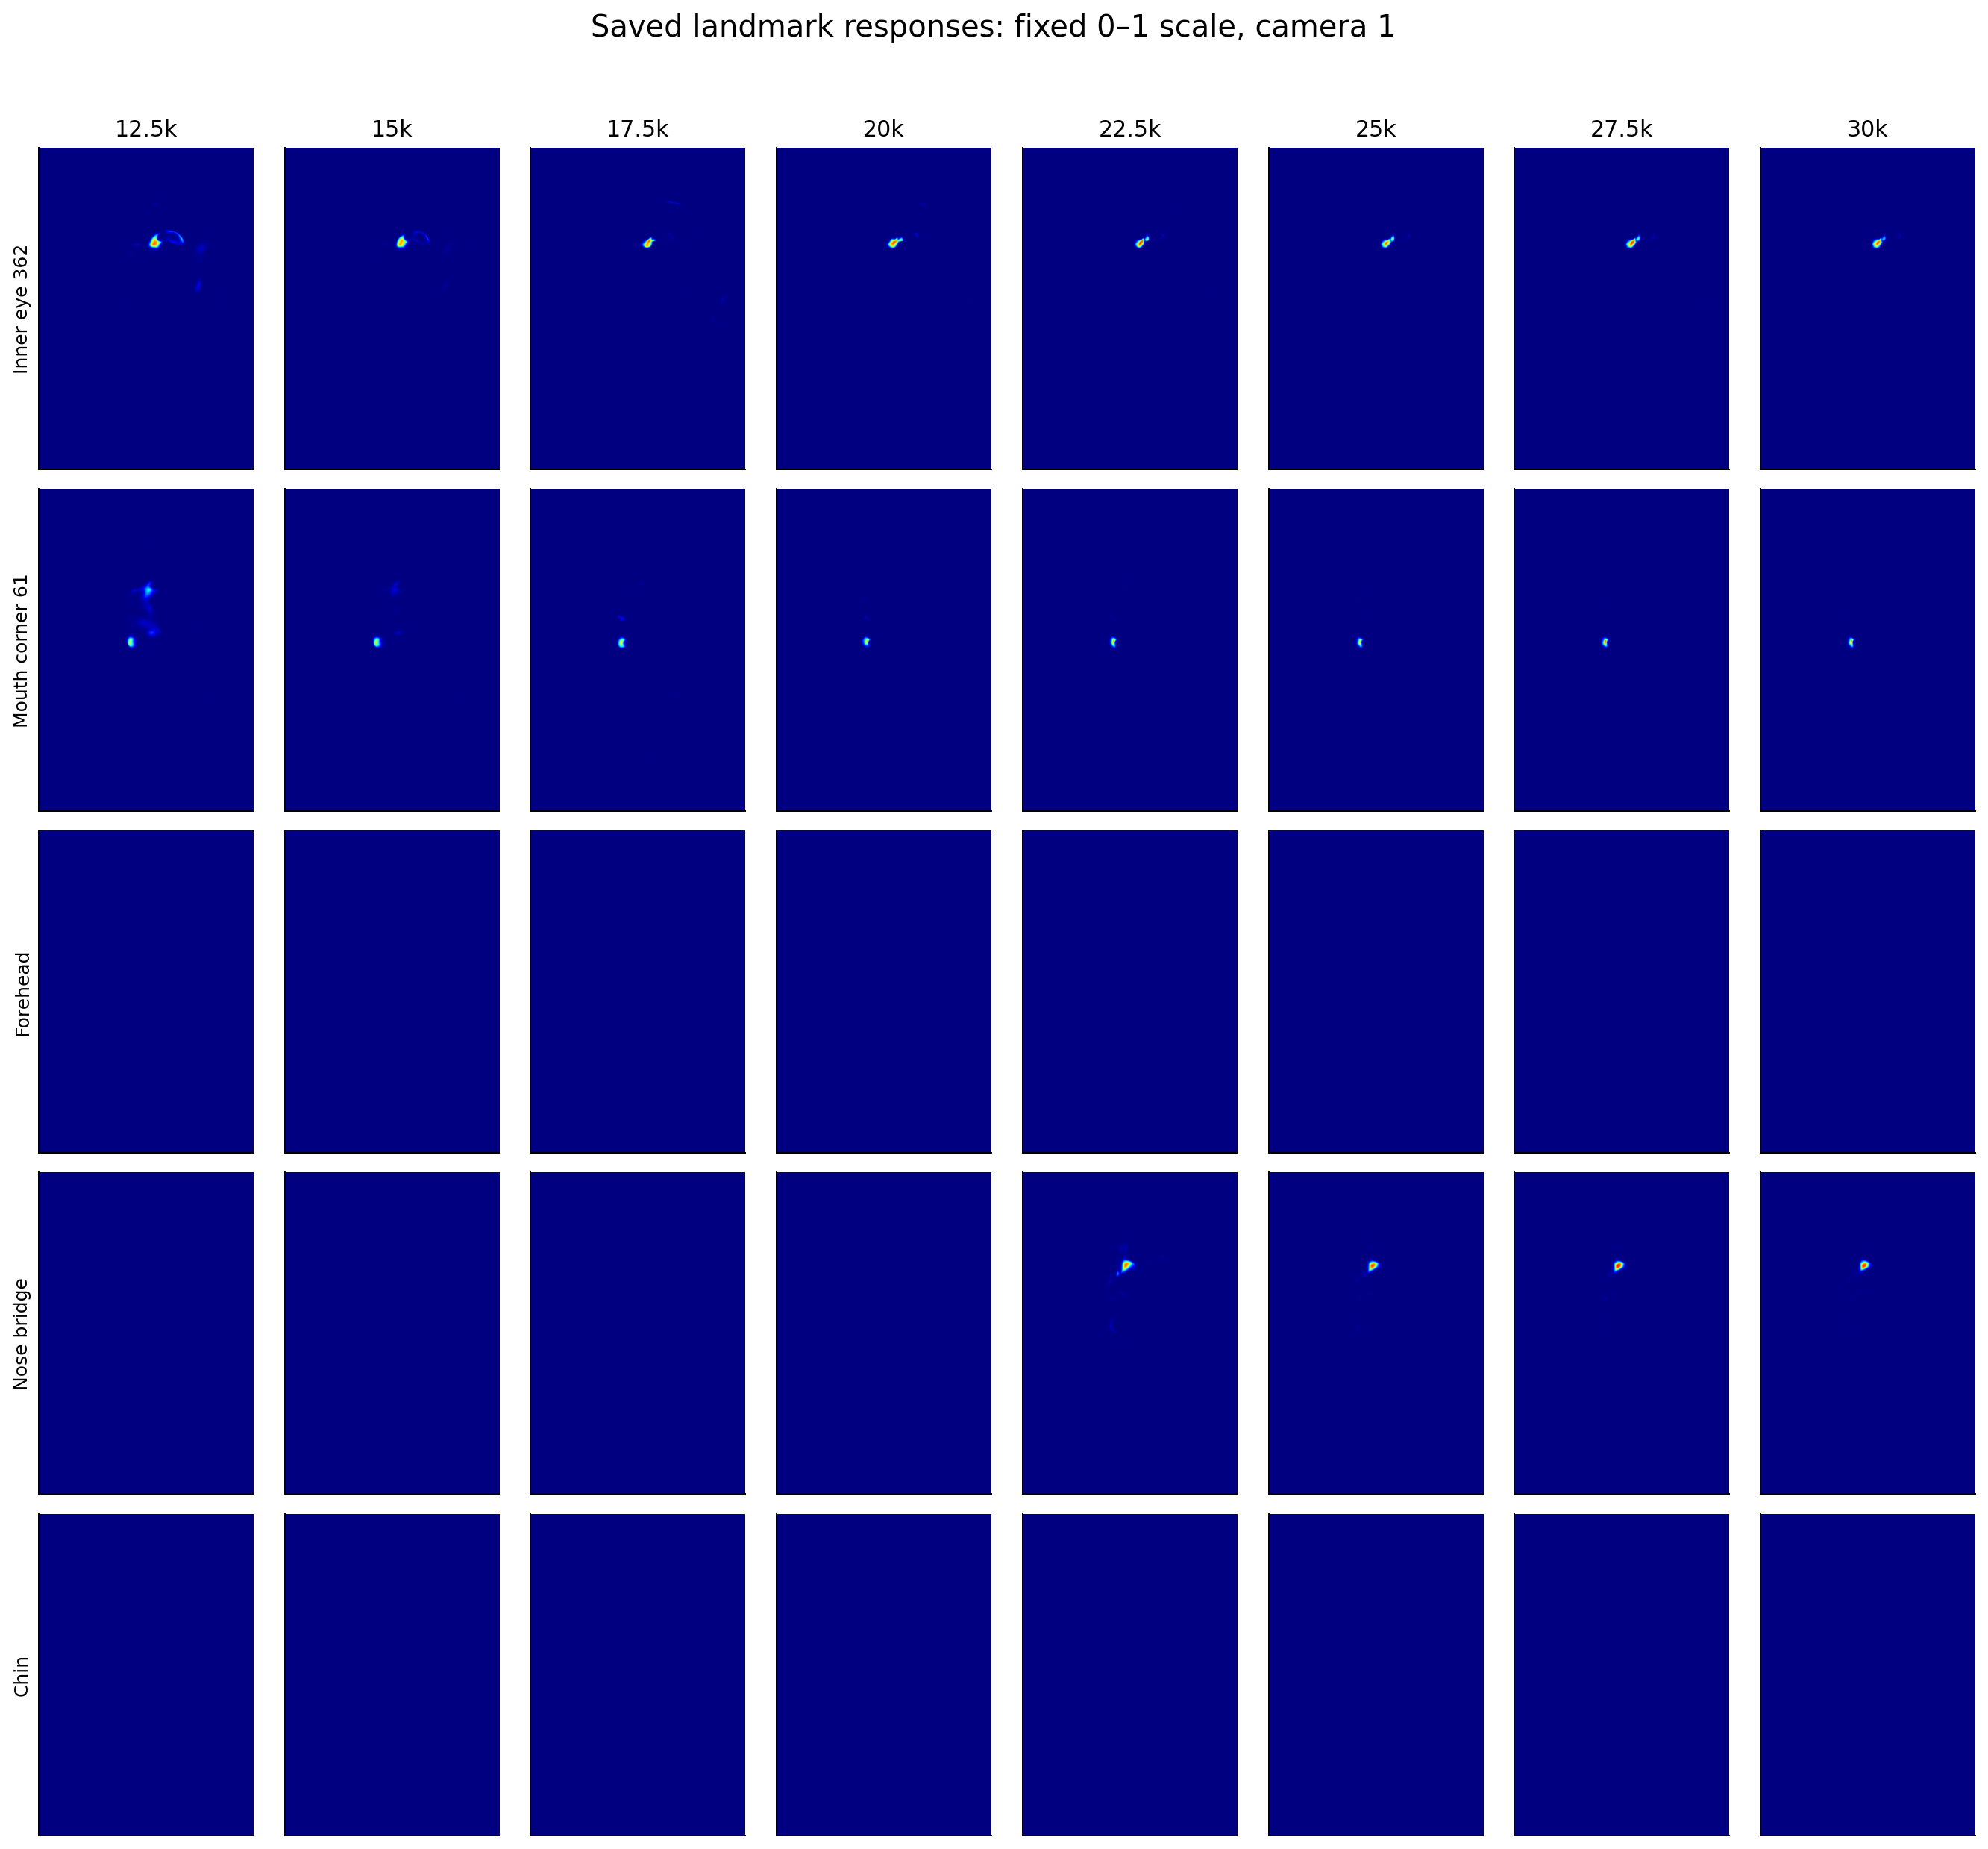 Saved landmark responses: fixed 0–1 scale, camera 1
12.5k 15k 17.5k 20k 22.5k 25k 27.5k 30k
Inner eye 362
Mouth corner 61
Forehead
Nose bridge
Chin